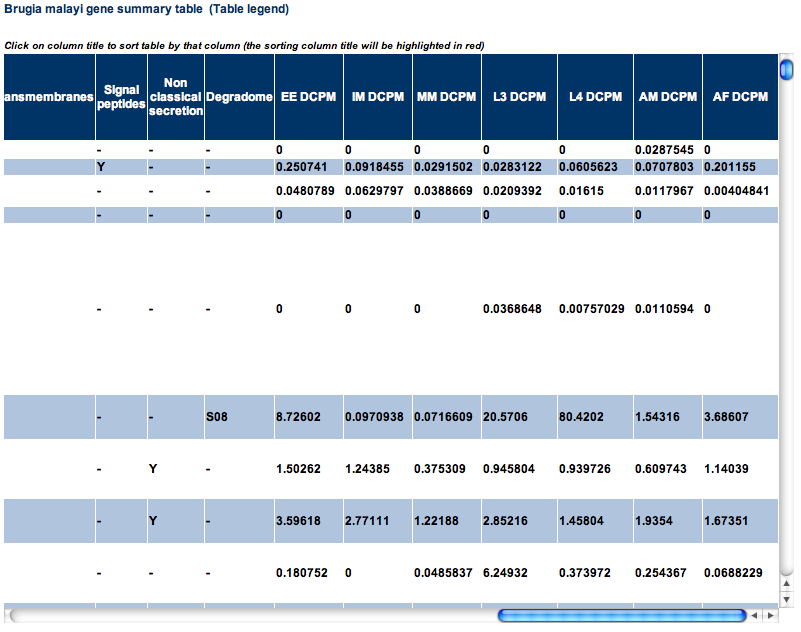 Brugia malayi gene summary table (Table legend)
Click on column title to sort table by that column (the sorting column title will be highlighted in red)
ansmembranes Signal peptides Non classical secretion Degradome EE DCPM IM DCPM MM DCPM L3 DCPM L4 DCPM AM DCPM AF DCPM
- - - 0 0 0 0 0 0.0287545 0
Y - - 0.250741 0.0918455 0.0291502 0.0283122 0.0605623 0.0707803 0.201155
- - - 0.0480789 0.0629797 0.0388669 0.0209392 0.01615 0.0117967 0.00404841
- - - 0 0 0 0 0 0 0
- - - 0 0 0 0.0368648 0.00757029 0.0110594 0
- - S08 8.72602 0.0970938 0.0716609 20.5706 80.4202 1.54316 3.68607
- Y - 1.50262 1.24385 0.375309 0.945804 0.939726 0.609743 1.14039
- Y - 3.59618 2.77111 1.22188 2.85216 1.45804 1.9354 1.67351
- - - 0.180752 0 0.0485837 6.24932 0.373972 0.254367 0.0688229